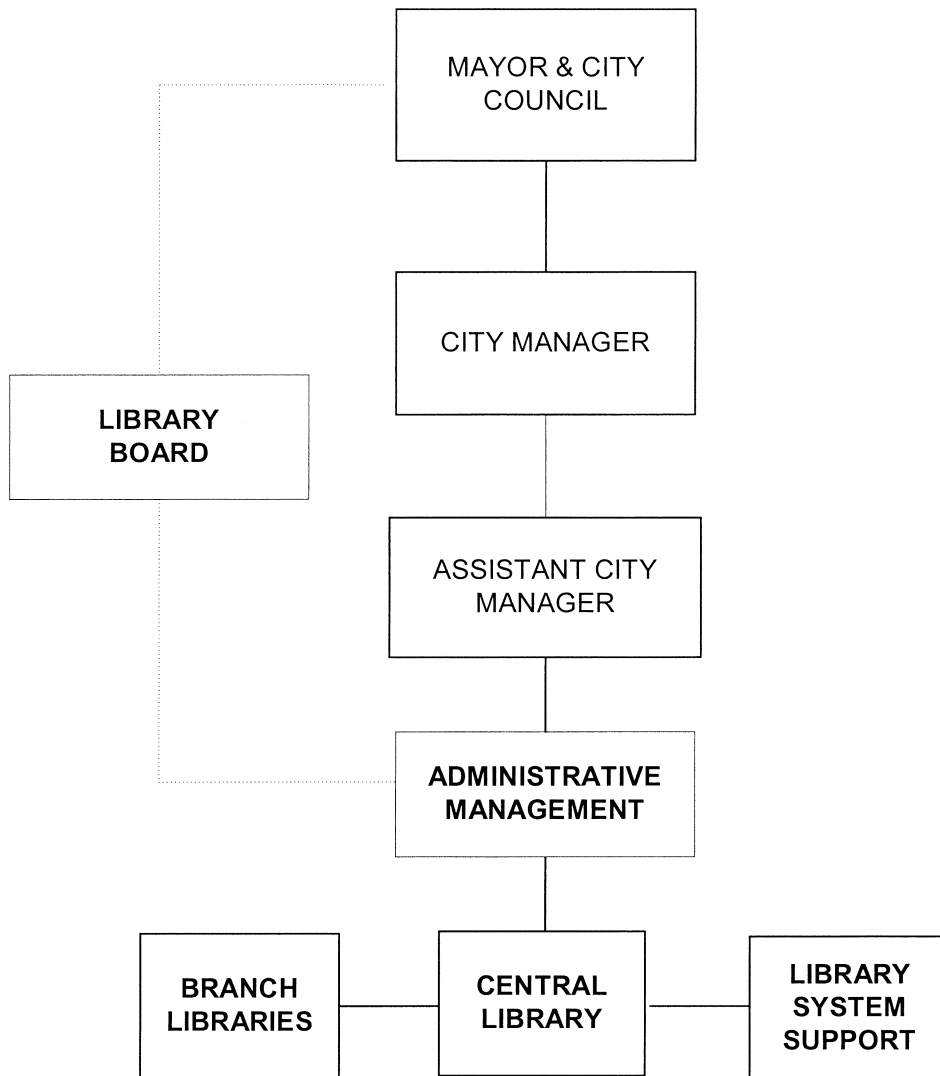 MAYOR & CITY
COUNCIL
CITY MANAGER
LIBRARY
BOARD
ASSISTANT CITY
MANAGER
ADMINISTRATIVE
MANAGEMENT
BRANCH
LIBRARIES
CENTRAL
LIBRARY
LIBRARY
SYSTEM
SUPPORT